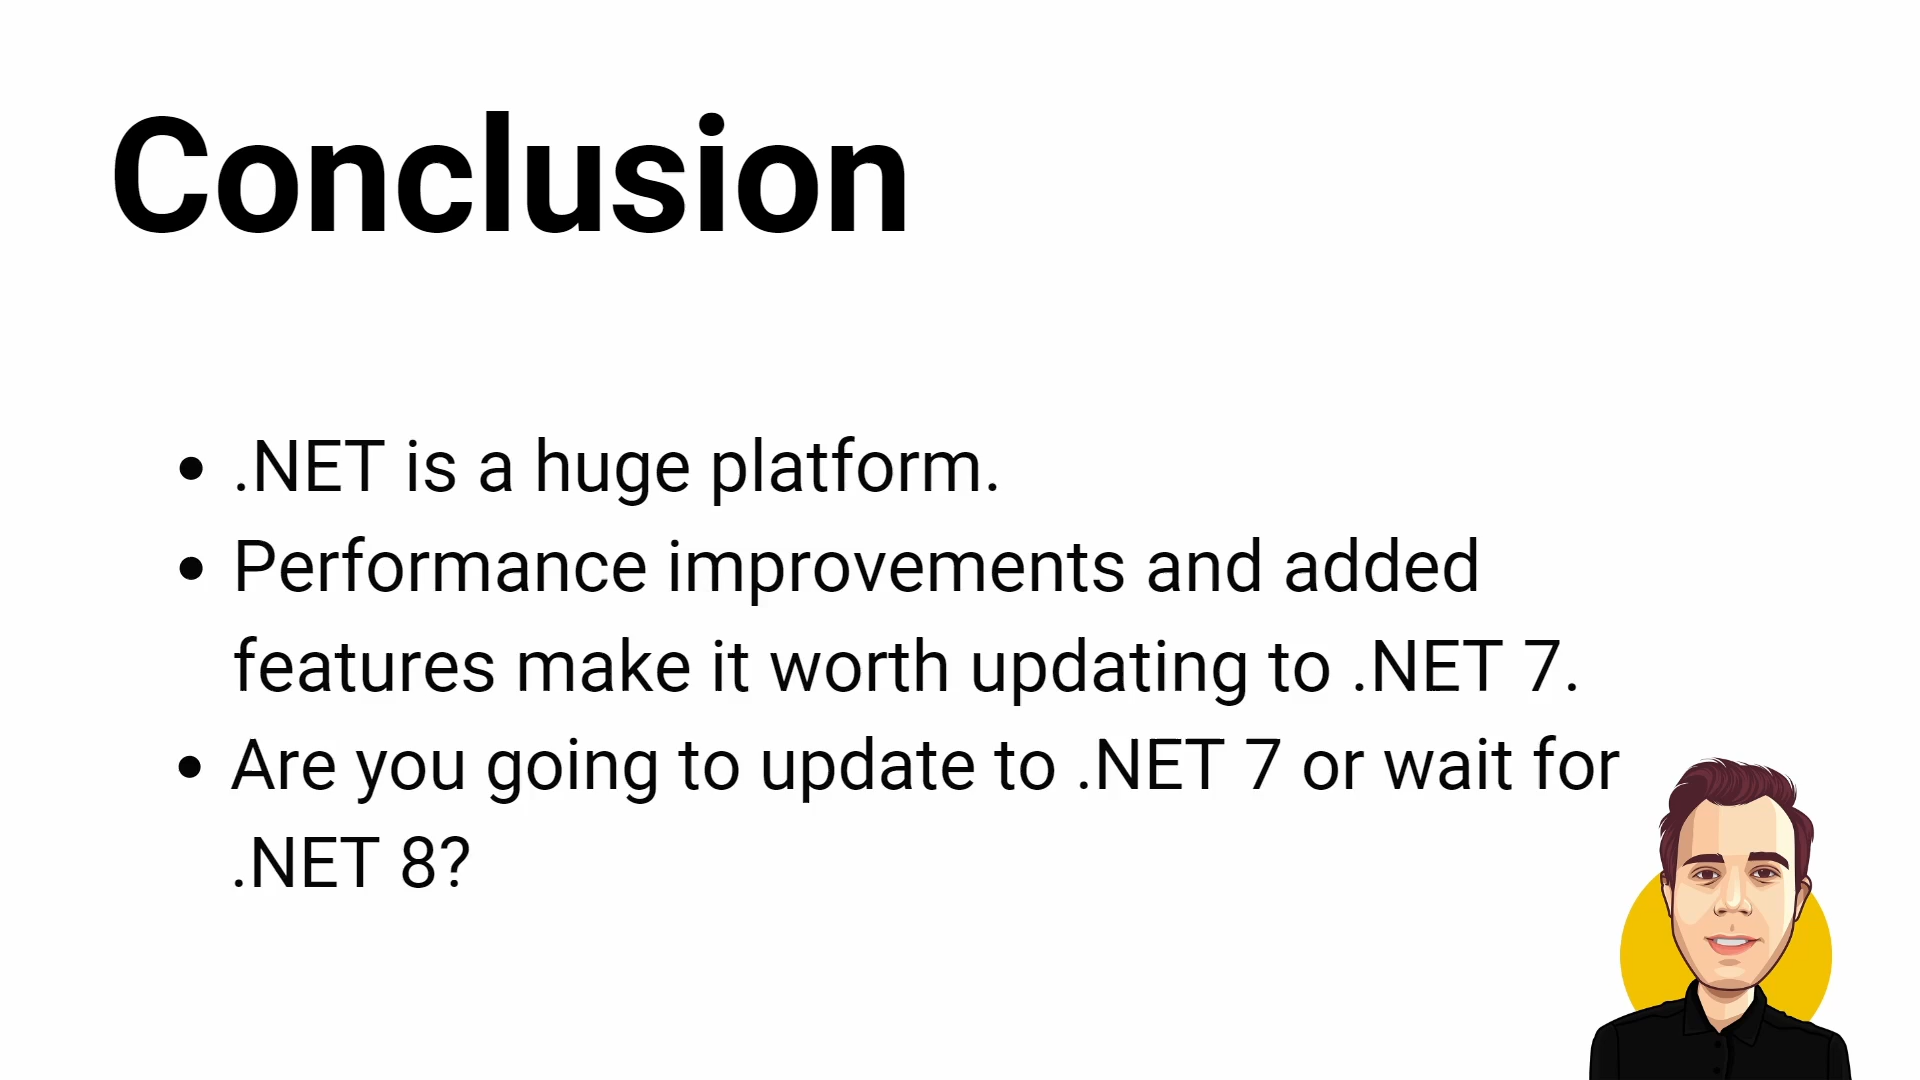 Conclusion
• .NET is a huge platform.
• Performance improvements and added
features make it worth updating to .NET 7.
• Are you going to update to .NET 7 or wait for
.NET 8?